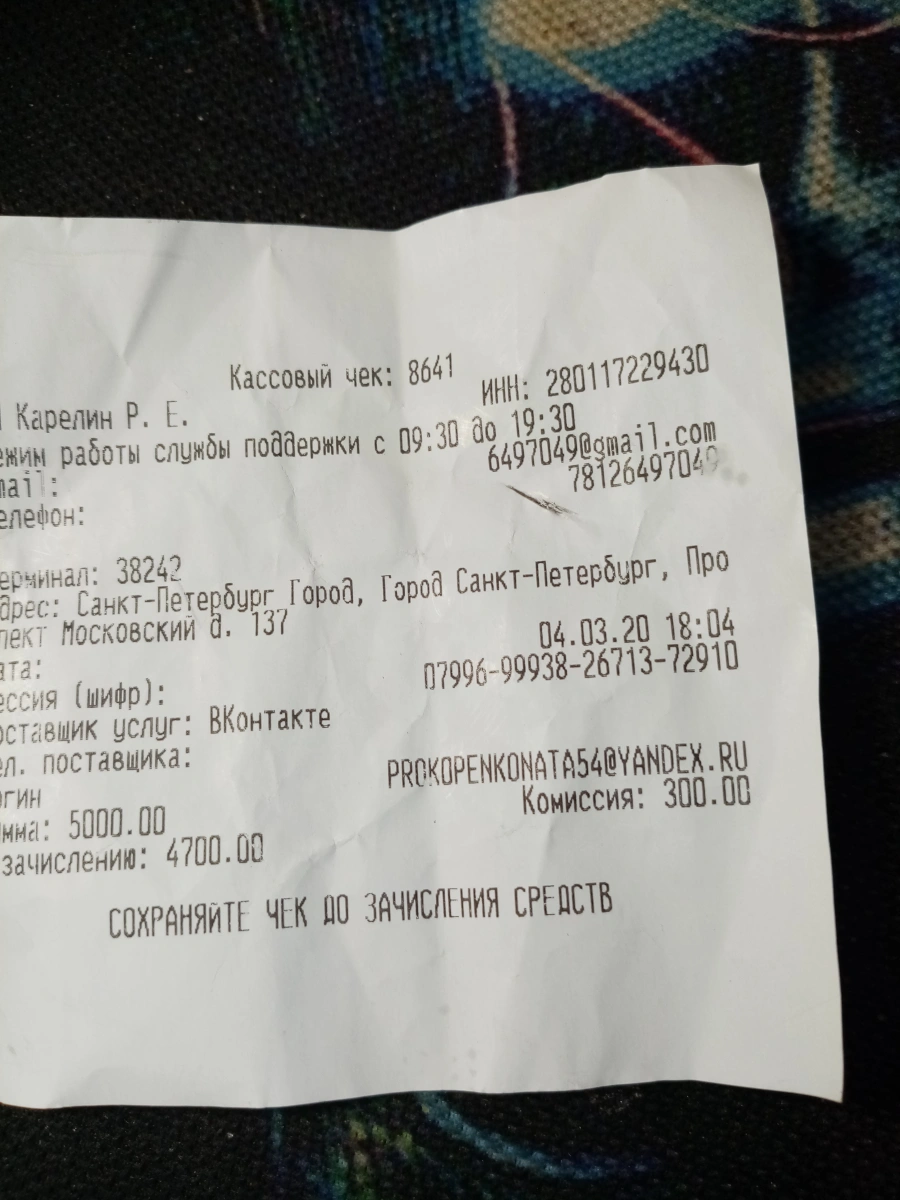 Кассовый чек: 8641
Карелин Р. Е. ИНН: 280117229430
ежим работы службы поддержки с 09:30 до 19:30
mail: 6497049@gmail.com
елефон: 78126497049
ерминал: 38242
дрес: Санкт-Петербург Город, Город Санкт-Петербург, Про
пект Московский д. 137
ата: 04.03.20 18:04
ессия (шифр): 07996-99938-26713-72910
оставщик услуг: ВКонтакте
ел. поставщика:
огин PROKOPENKONATA54@YANDEX.RU
мма: 5000.00 Комиссия: 300.00
зачислению: 4700.00
СОХРАНЯЙТЕ ЧЕК ДО ЗАЧИСЛЕНИЯ СРЕДСТВ